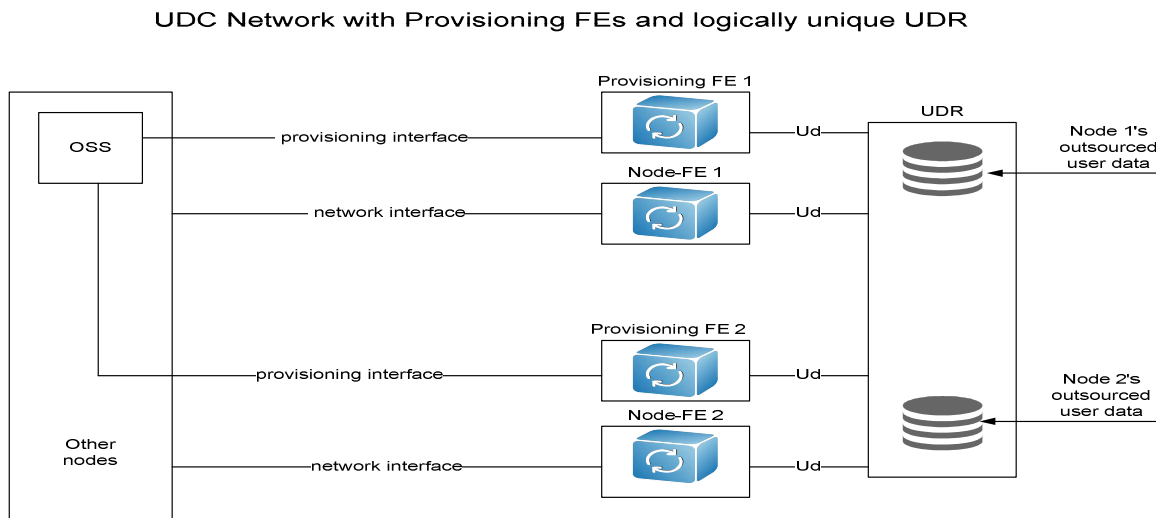 UDC Network with Provisioning FEs and logically unique UDR
Provisioning FE 1
OSS
provisioning interface
Ud
UDR
Node 1's
outsourced
user data
Node-FE 1
network interface
Ud
Provisioning FE 2
provisioning interface
Ud
Node 2's
outsourced
user data
Node-FE 2
Other
nodes
network interface
Ud